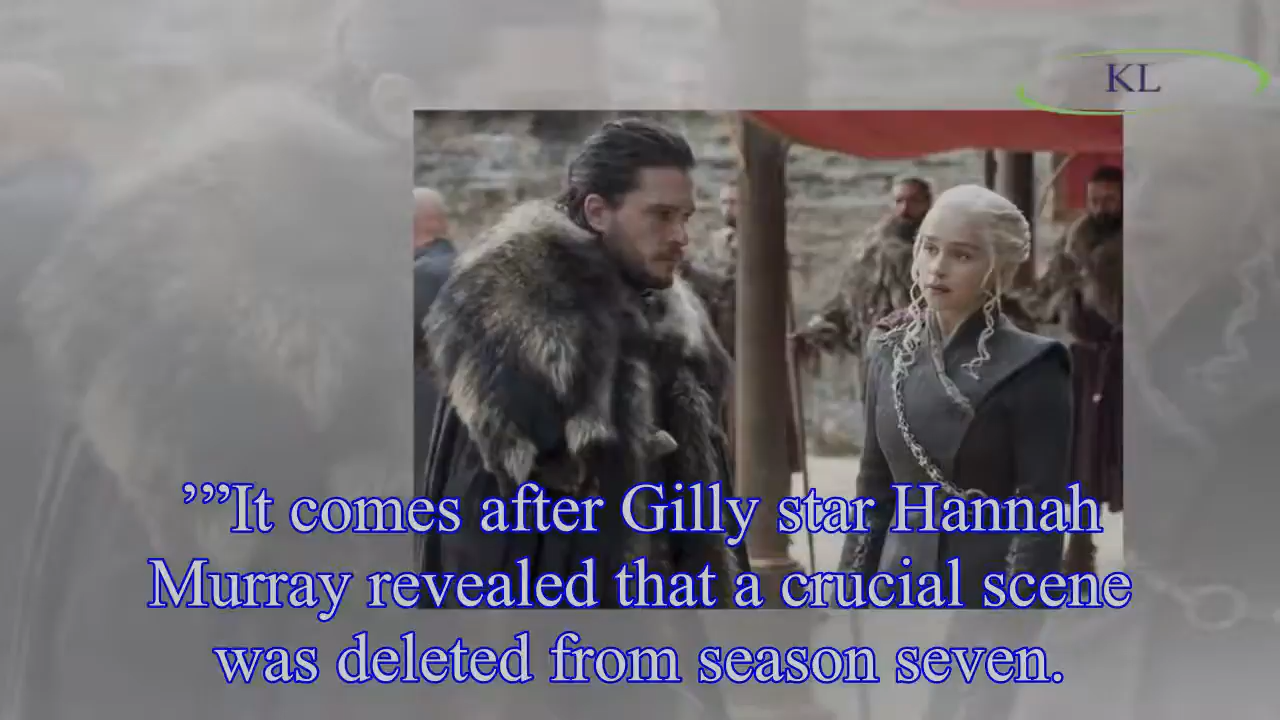 KL
”’’It comes after Gilly star Hannah
Murray revealed that a crucial scene
was deleted from season seven.